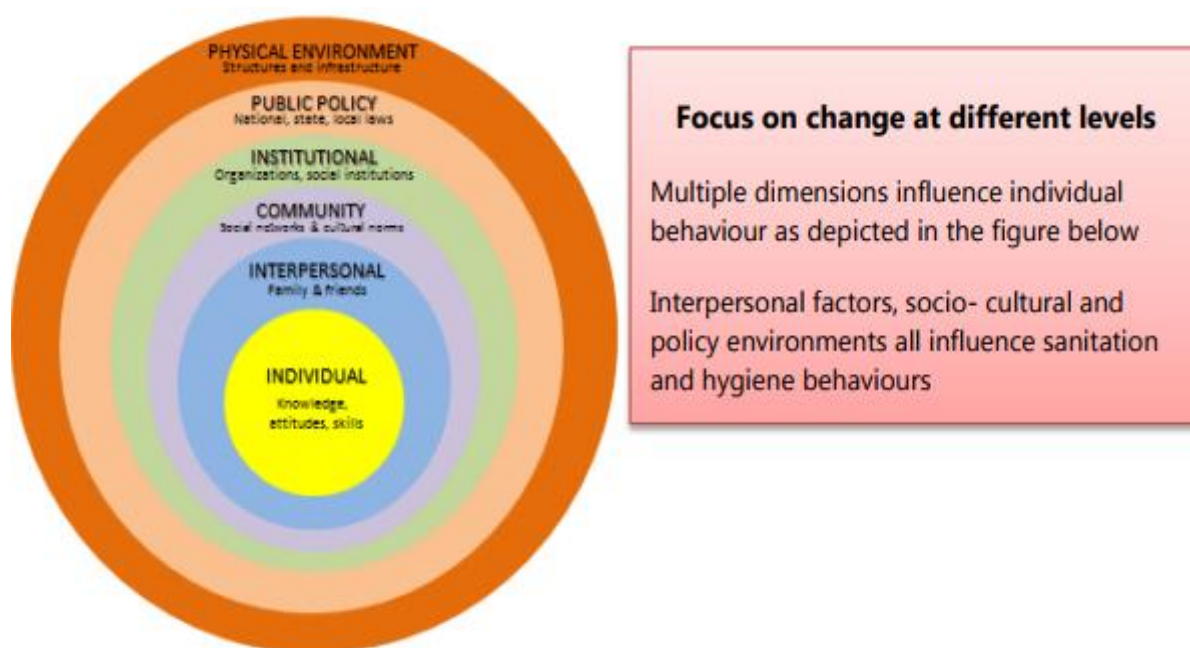 PHYSICAL ENVIRONMENT
Structures and infrastructure
PUBLIC POLICY
National, state, local laws
INSTITUTIONAL
Organizations, social institutions
COMMUNITY
Social networks & cultural norms
INTERPERSONAL
Family & friends
INDIVIDUAL
Knowledge,
attitudes, skills
Focus on change at different levels
Multiple dimensions influence individual
behaviour as depicted in the figure below
Interpersonal factors, socio- cultural and
policy environments all influence sanitation
and hygiene behaviours